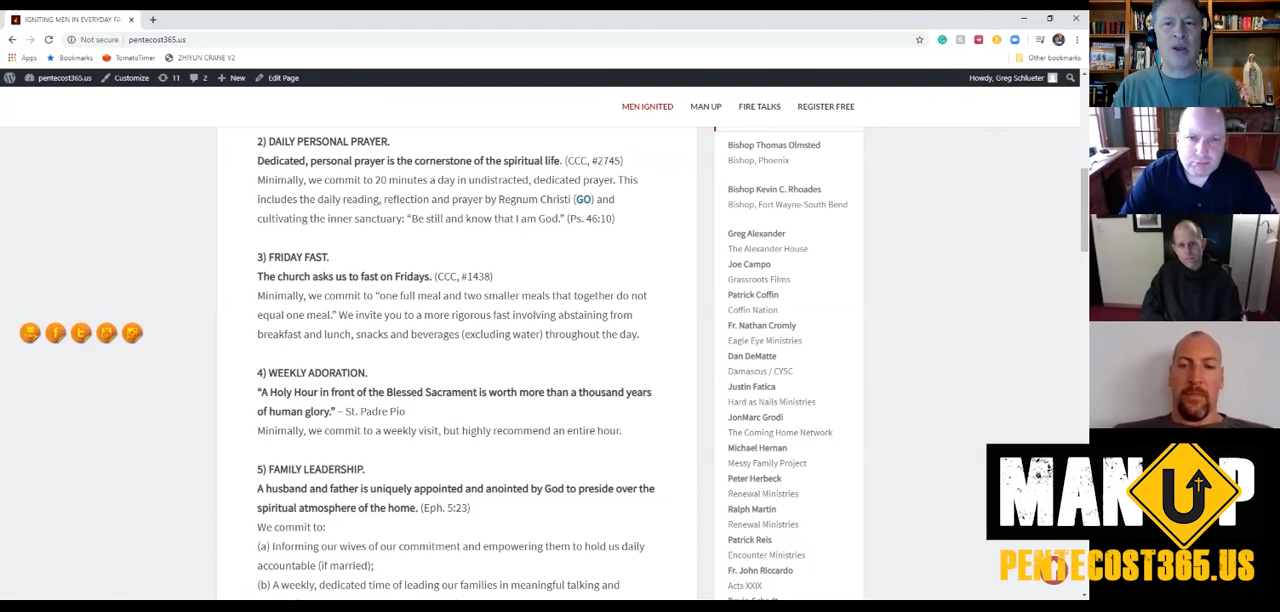 IGNITING MEN IN EVERYDAY FA
Not secure
pentecost365.us
Apps
Bookmarks
TomatoTimer
ZHIYUN CRANE V2
Other bookmarks
pentecost365.us
Customize
11
2
New
Edit Page
Howdy, Greg Schlueter
MEN IGNITED
MAN UP
FIRE TALKS
REGISTER FREE
2) DAILY PERSONAL PRAYER.
Dedicated, personal prayer is the cornerstone of the spiritual life. (CCC, #2745)
Minimally, we commit to 20 minutes a day in undistracted, dedicated prayer. This
includes the daily reading, reflection and prayer by Regnum Christi (GO) and
cultivating the inner sanctuary: “Be still and know that I am God.” (Ps. 46:10)
3) FRIDAY FAST.
The church asks us to fast on Fridays. (CCC, #1438)
Minimally, we commit to “one full meal and two smaller meals that together do not
equal one meal.” We invite you to a more rigorous fast involving abstaining from
breakfast and lunch, snacks and beverages (excluding water) throughout the day.
4) WEEKLY ADORATION.
“A Holy Hour in front of the Blessed Sacrament is worth more than a thousand years
of human glory.” – St. Padre Pio
Minimally, we commit to a weekly visit, but highly recommend an entire hour.
5) FAMILY LEADERSHIP.
A husband and father is uniquely appointed and anointed by God to preside over the
spiritual atmosphere of the home. (Eph. 5:23)
We commit to:
(a) Informing our wives of our commitment and empowering them to hold us daily
accountable (if married);
(b) A weekly, dedicated time of leading our families in meaningful talking and
Bishop Thomas Olmsted
Bishop, Phoenix
Bishop Kevin C. Rhoades
Bishop, Fort Wayne-South Bend
Greg Alexander
The Alexander House
Joe Campo
Grassroots Films
Patrick Coffin
Coffin Nation
Fr. Nathan Cromly
Eagle Eye Ministries
Dan DeMatte
Damascus / CYSC
Justin Fatica
Hard as Nails Ministries
JonMarc Grodi
The Coming Home Network
Michael Hernan
Messy Family Project
Peter Herbeck
Renewal Ministries
Ralph Martin
Renewal Ministries
Patrick Reis
Encounter Ministries
Fr. John Riccardo
Acts XXIX
MAN UP
PENTECOST365.US